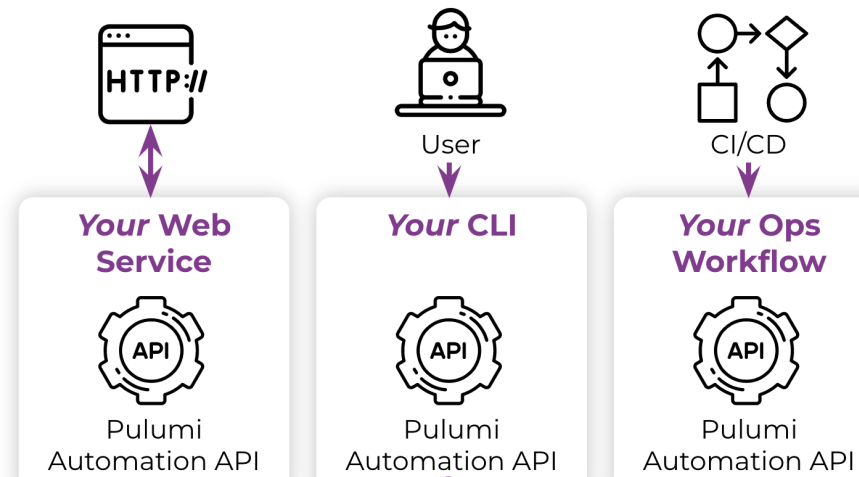 HTTP://
User
CI/CD
Your Web
Service
Your CLI
Your Ops
Workflow
API
API
API
Pulumi
Automation API
Pulumi
Automation API
Pulumi
Automation API